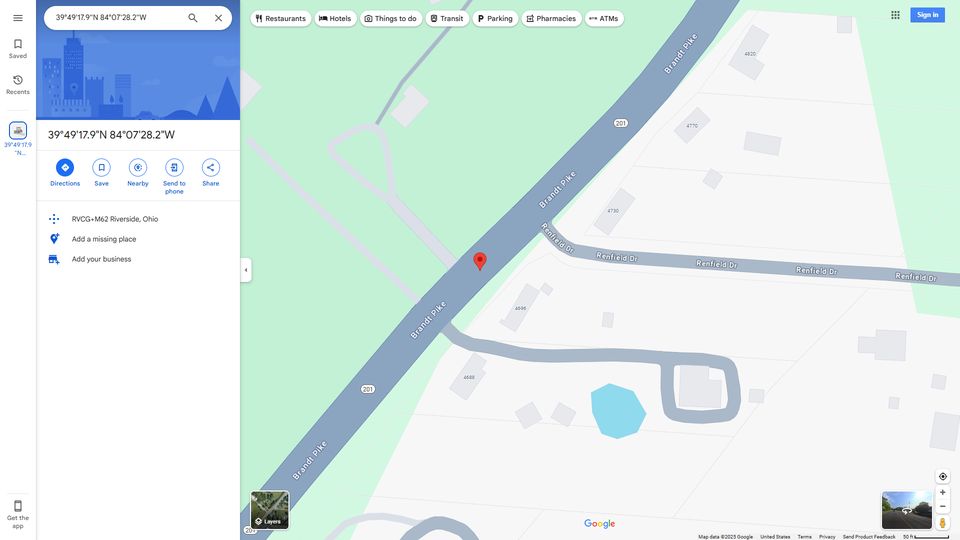 39°49'17.9"N 84°07'28.2"W
Restaurants
Hotels
Things to do
Transit
Parking
Pharmacies
ATMs
Sign in
Saved
Recents
39°49'17.9
"N...
39°49'17.9"N 84°07'28.2"W
Directions
Save
Nearby
Send to
phone
Share
RVCG+M62 Riverside, Ohio
Add a missing place
Add your business
Get the
app
Brandt Pike
4820
201
4770
Brandt Pike
4730
Renfield Dr
Renfield Dr
Renfield Dr
Renfield Dr
Renfield Dr
4696
Brandt Pike
4688
201
Brandt Pike
Layers
Google
Map data ©2025 Google
United States
Terms
Privacy
Send Product Feedback
50 ft